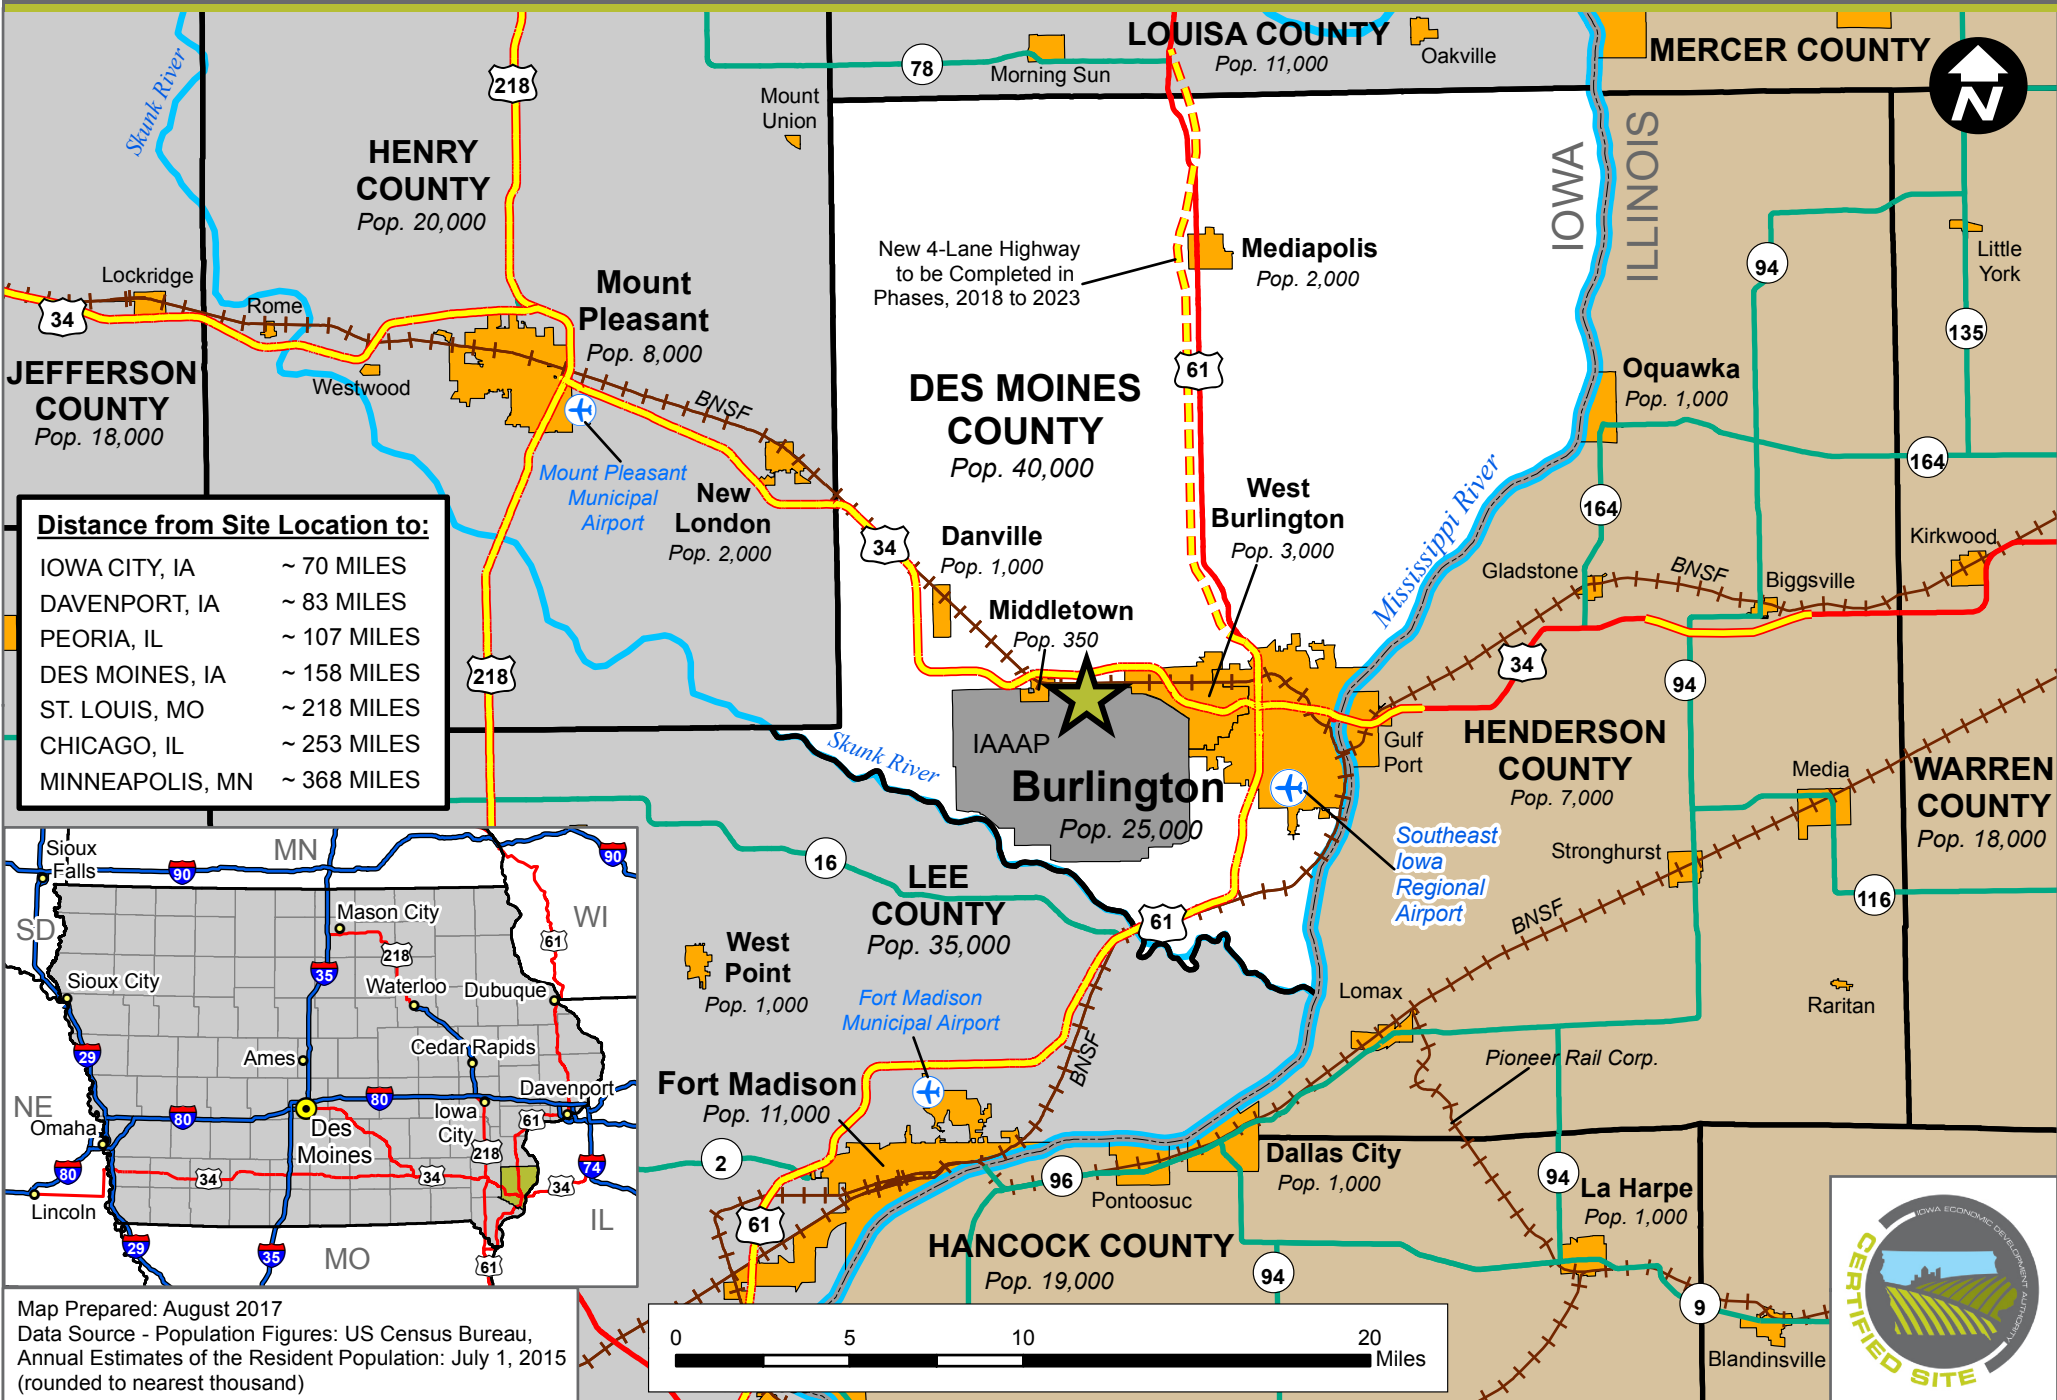 LOUISA COUNTY
Pop. 11,000
Oakville
MERCER COUNTY
N
78
Morning Sun
218
Skunk River
Mount
Union
HENRY
COUNTY
Pop. 20,000
IOWA
ILLINOIS
94
Little
York
135
New 4-Lane Highway
to be Completed in
Phases, 2018 to 2023
Mediapolis
Pop. 2,000
Lockridge
Rome
34
Mount
Pleasant
Pop. 8,000
JEFFERSON
COUNTY
Pop. 18,000
Westwood
BNSF
61
DES MOINES
COUNTY
Pop. 40,000
Oquawka
Pop. 1,000
164
164
Mount Pleasant
Municipal
Airport
New
London
Pop. 2,000
34
Danville
Pop. 1,000
West
Burlington
Pop. 3,000
Mississippi River
Kirkwood
Gladstone
BNSF
Biggsville
Middletown
Pop. 350
34
94
218
Distance from Site Location to:
IOWA CITY, IA ~ 70 MILES
DAVENPORT, IA ~ 83 MILES
PEORIA, IL ~ 107 MILES
DES MOINES, IA ~ 158 MILES
ST. LOUIS, MO ~ 218 MILES
CHICAGO, IL ~ 253 MILES
MINNEAPOLIS, MN ~ 368 MILES
Skunk River
IAAAP
Burlington
Pop. 25,000
Gulf
Port
HENDERSON
COUNTY
Pop. 7,000
Media
WARREN
COUNTY
Pop. 18,000
Southeast
Iowa
Regional
Airport
Stronghurst
116
BNSF
16
LEE
COUNTY
Pop. 35,000
61
West
Point
Pop. 1,000
Fort Madison
Municipal Airport
Lomax
Raritan
BNSF
Pioneer Rail Corp.
Fort Madison
Pop. 11,000
2
96
Pontoosuc
Dallas City
Pop. 1,000
94
La Harpe
Pop. 1,000
61
HANCOCK COUNTY
Pop. 19,000
94
9
Blandinsville
Sioux
Falls
MN
90
90
SD
WI
Mason City
218
61
35
Sioux City
Waterloo
Dubuque
29
Ames
Cedar Rapids
Davenport
NE
Omaha
80
80
Iowa
City
61
Des
Moines
218
74
80
34
34
34
Lincoln
IL
29
35
MO
61
Map Prepared: August 2017
Data Source - Population Figures: US Census Bureau,
Annual Estimates of the Resident Population: July 1, 2015
(rounded to nearest thousand)
0 5 10 20
Miles
IOWA ECONOMIC DEVELOPMENT AUTHORITY
CERTIFIED SITE